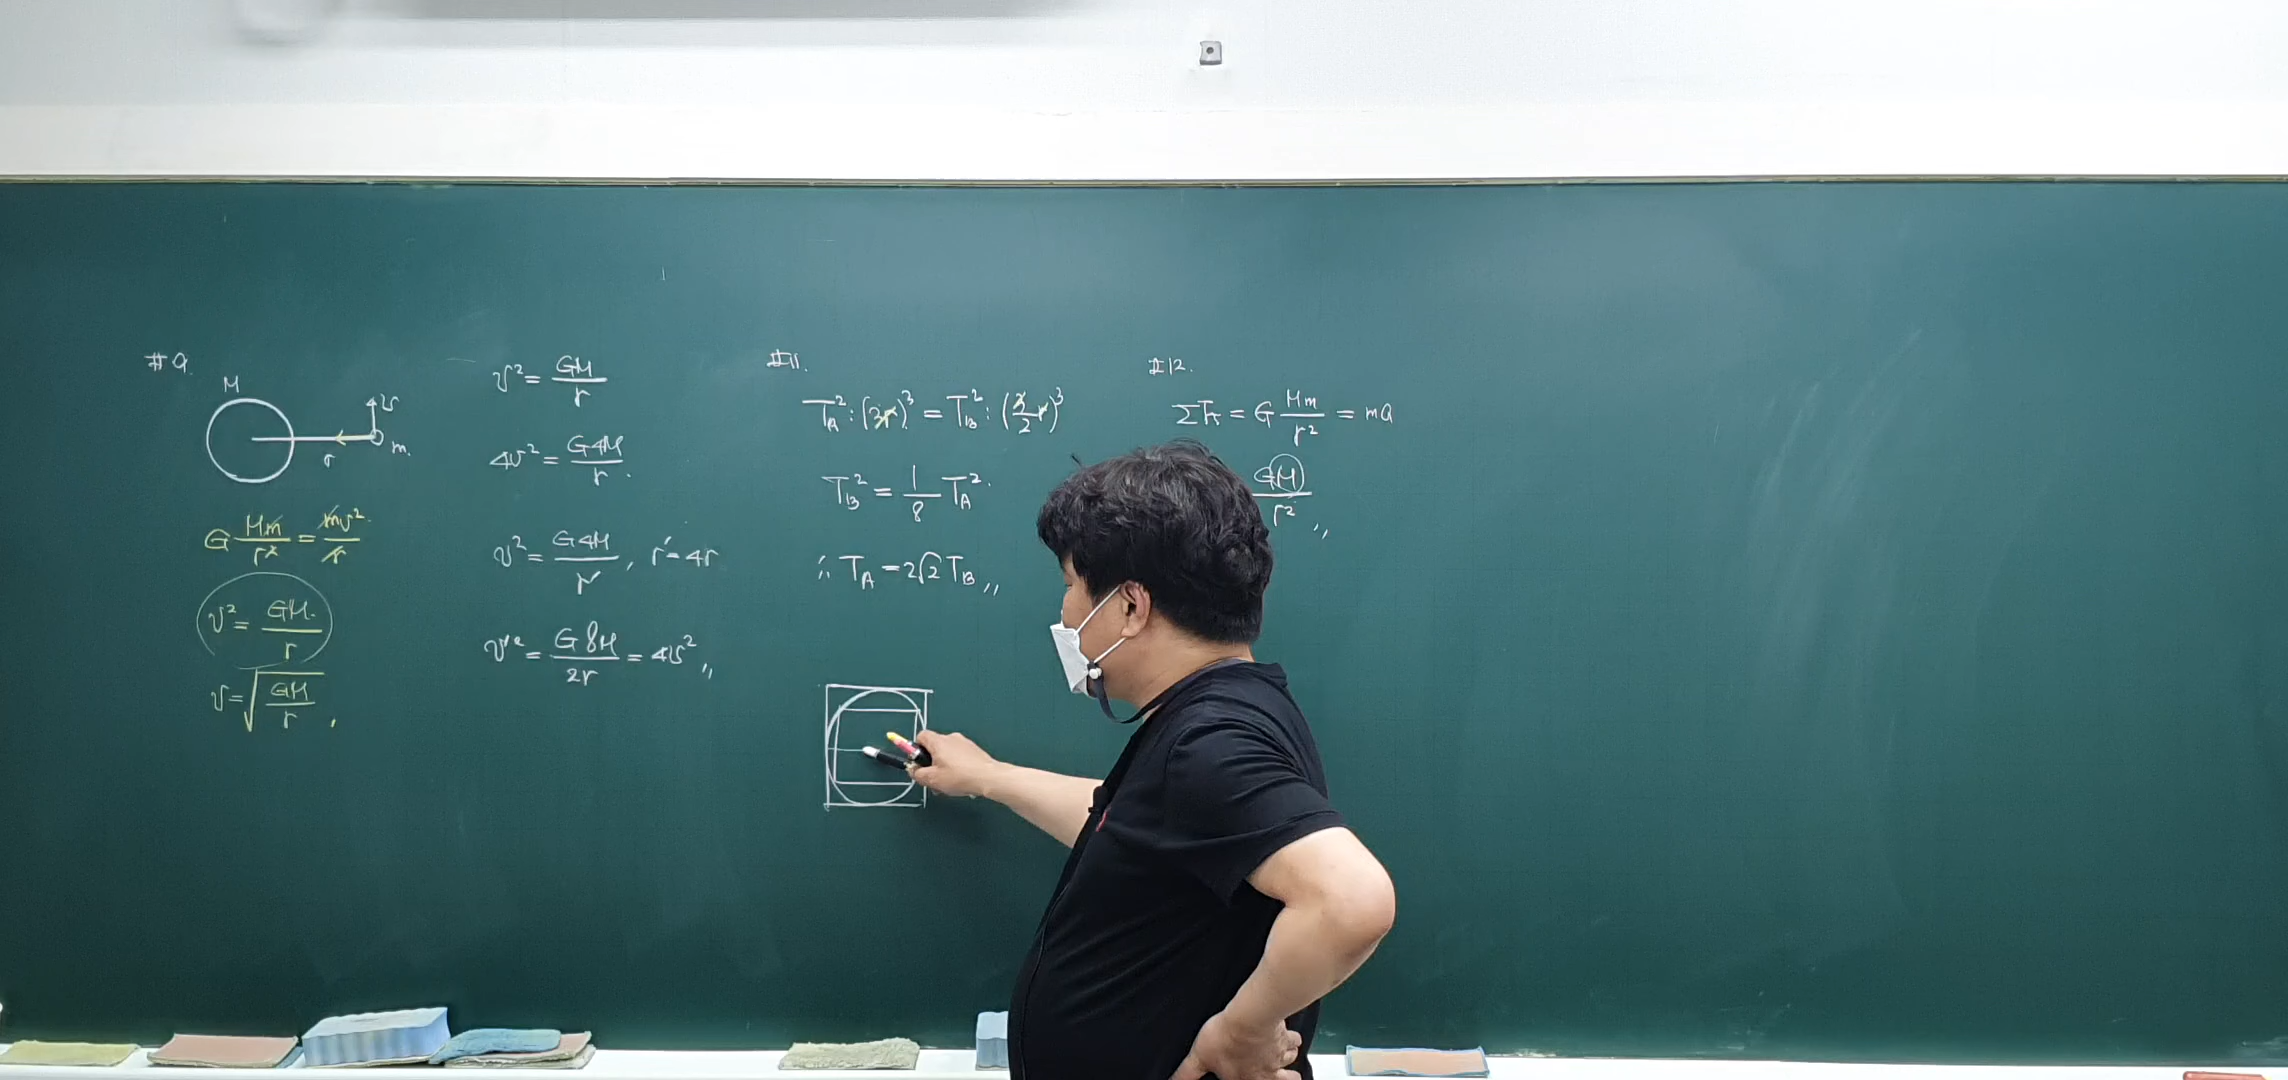 #9.
M
v
r
m.
G Mm/r² = mv²/r
v² = GM/r
v = √(GM/r)
v² = GM/r
4v² = G4M/r
v² = G4M/r', r' = 4r
v'² = G8M/2r = 4v²
#11.
T_A² : (3r)³ = T_B² : (3/2 r)³
T_B² = 1/8 T_A²
∴ T_A = 2√2 T_B
#12.
ΣF = G Mm/r² = ma
GM/r²